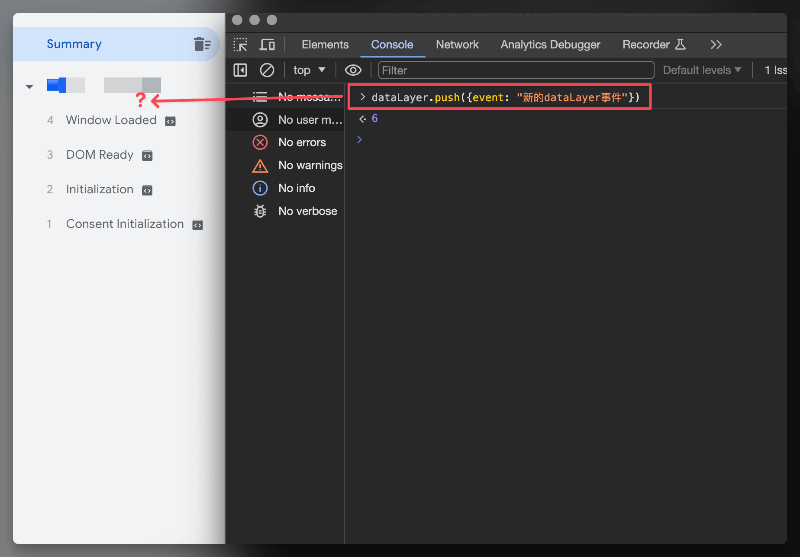 Summary
?
4 Window Loaded
3 DOM Ready
2 Initialization
1 Consent Initialization
Elements Console Network Analytics Debugger Recorder
top Filter Default levels 1 Iss
No messa...
No user m...
No errors
No warnings
No info
No verbose
> dataLayer.push({event: "新的dataLayer事件"})
6
>